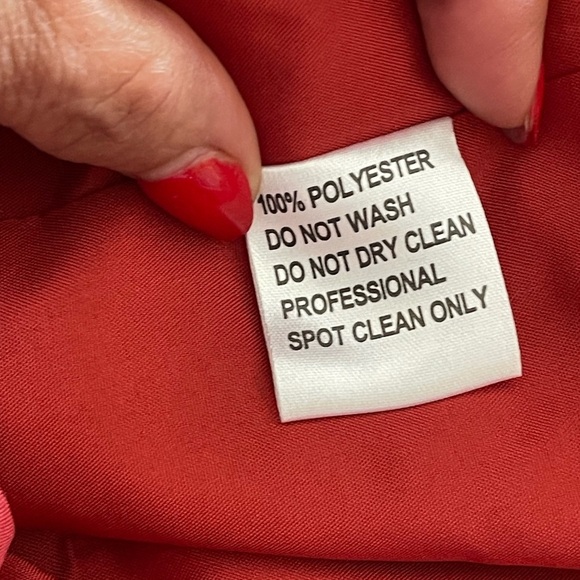 100% POLYESTER
DO NOT WASH
DO NOT DRY CLEAN
PROFESSIONAL
SPOT CLEAN ONLY